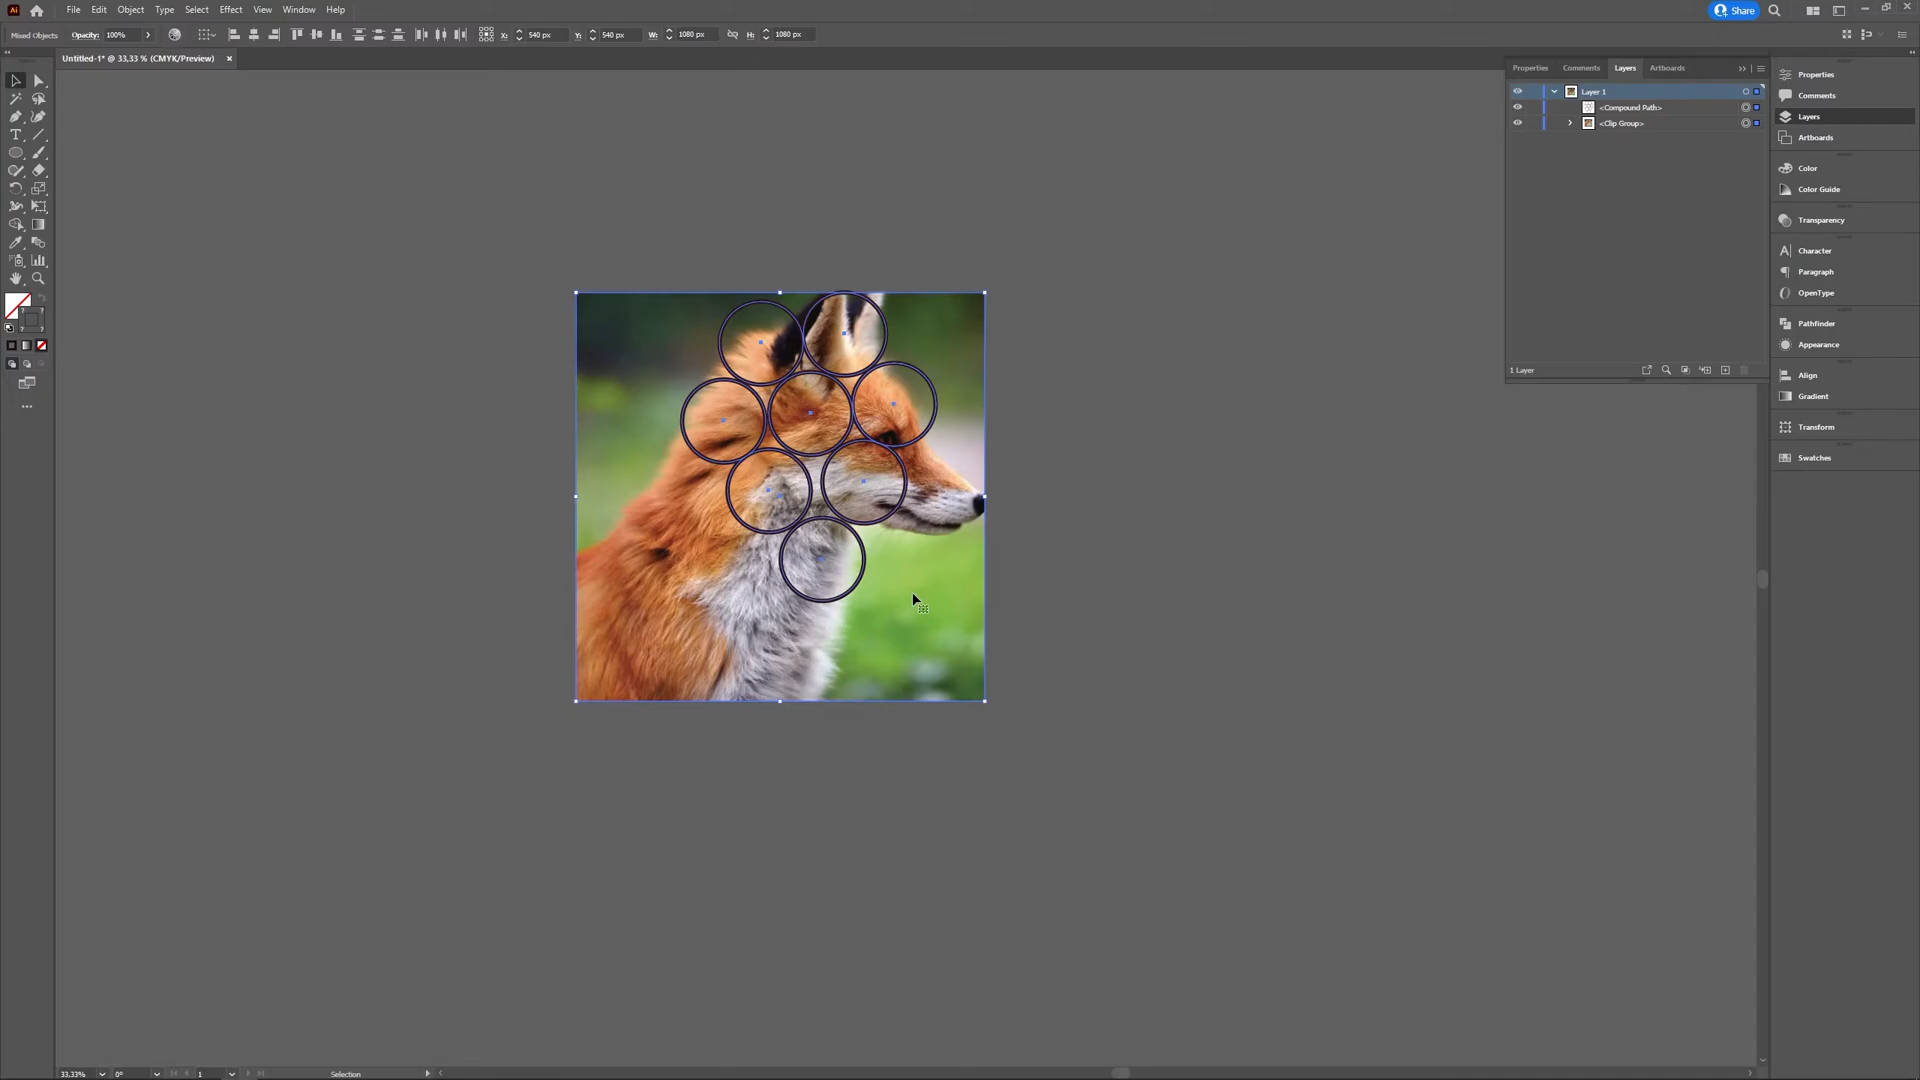 Ai File Edit Object Type Select Effect View Window Help Share
Mixed Objects Opacity: 100% X: 540 px Y: 540 px W: 1080 px H: 1080 px
Untitled-1* @ 33,33 % (CMYK/Preview) ×
Properties Comments Layers Artboards
Layer 1
<Compound Path>
<Clip Group>
1 Layer
Properties
Comments
Layers
Artboards
Color
Color Guide
Transparency
Character
Paragraph
OpenType
Pathfinder
Appearance
Align
Gradient
Transform
Swatches
? ?
? ?
33,33% 0° 1 Selection